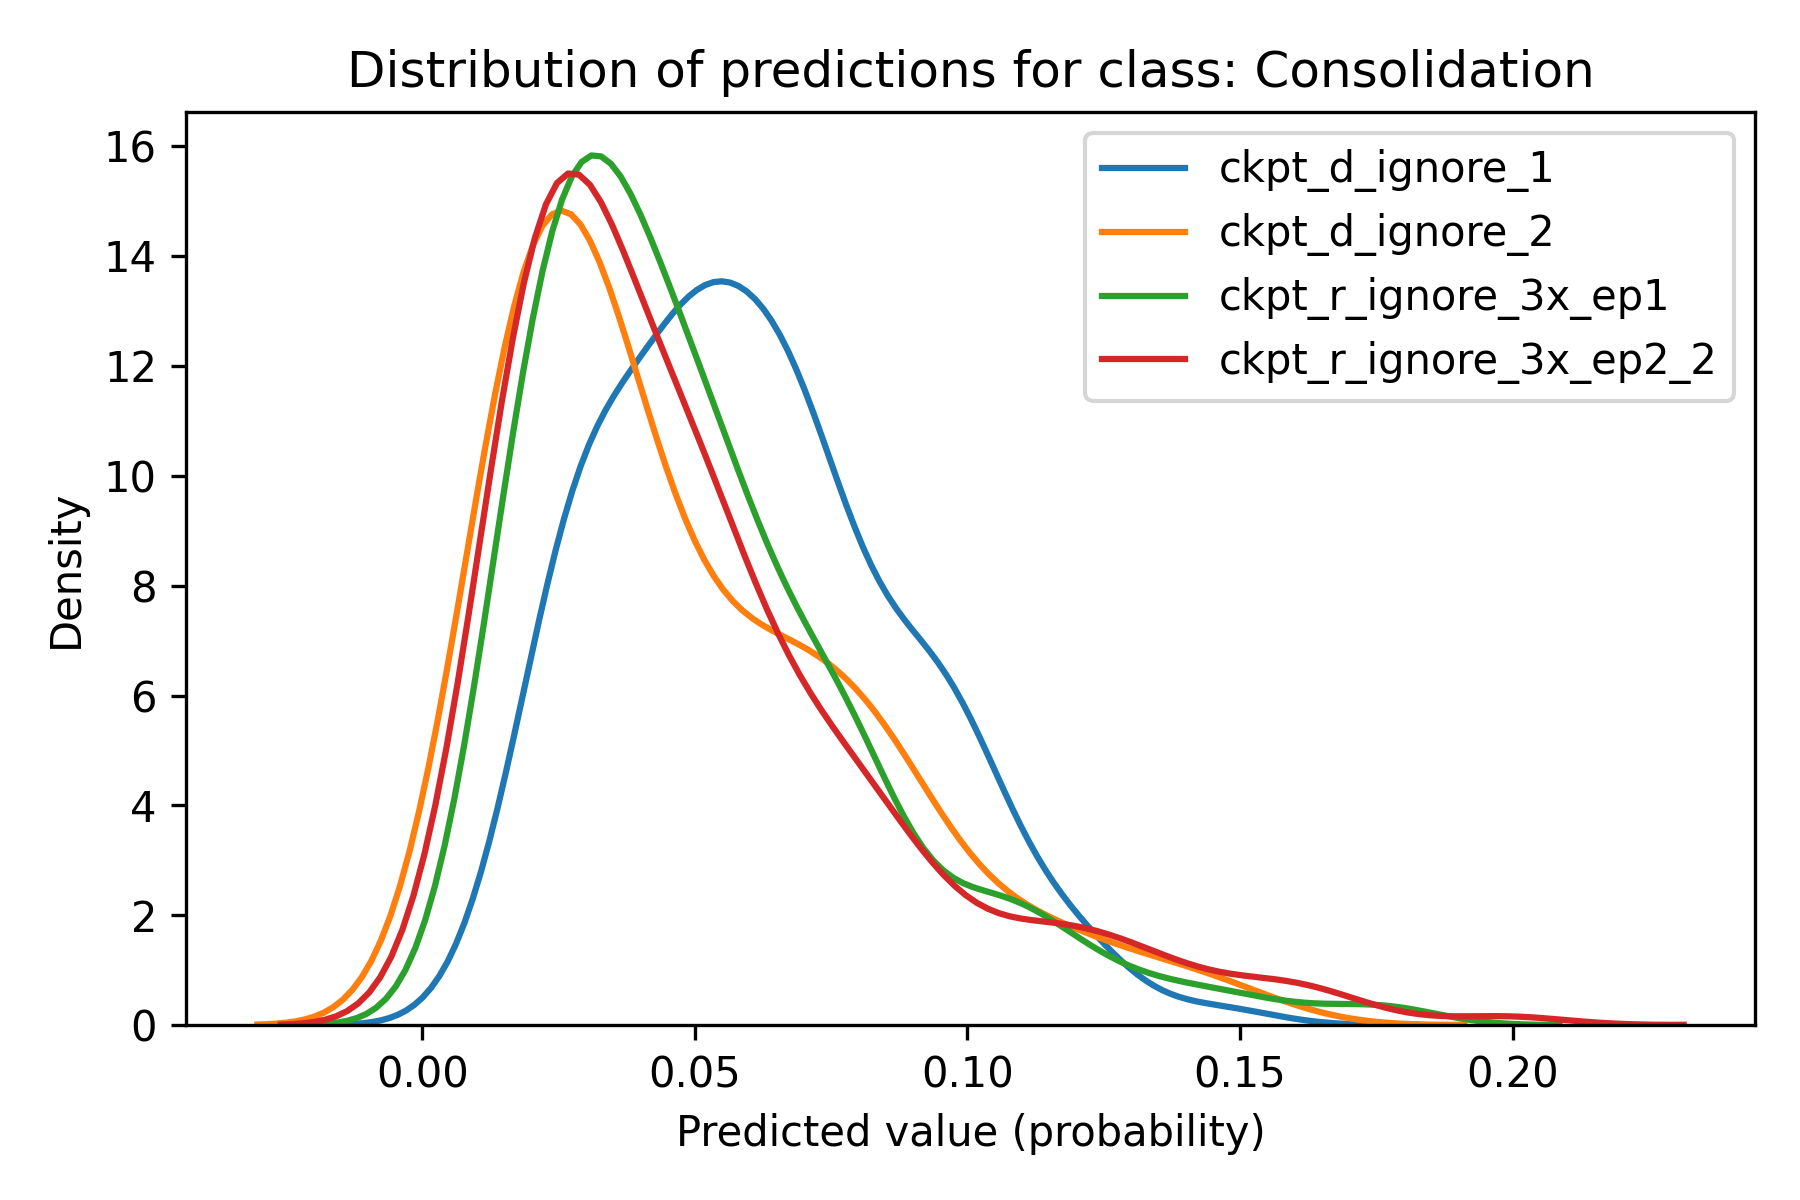 Distribution of predictions for class: Consolidation
16
14
12
10
8
6
4
2
0
Density
ckpt_d_ignore_1
ckpt_d_ignore_2
ckpt_r_ignore_3x_ep1
ckpt_r_ignore_3x_ep2_2
0.00 0.05 0.10 0.15 0.20
Predicted value (probability)